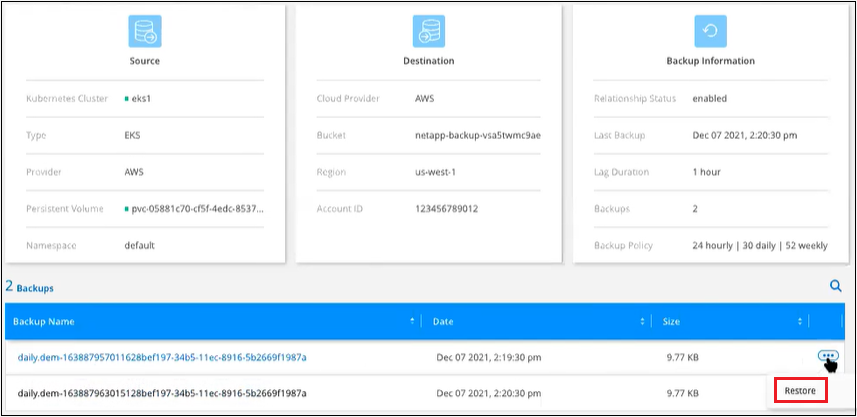 Source
Kubernetes Cluster eks1
Type EKS
Provider AWS
Persistent Volume pvc-05881c70-cf5f-4edc-8537...
Namespace default
Destination
Cloud Provider AWS
Bucket netapp-backup-vsa5twmc9ae
Region us-west-1
Account ID 123456789012
Backup Information
Relationship Status enabled
Last Backup Dec 07 2021, 2:20:30 pm
Lag Duration 1 hour
Backups 2
Backup Policy 24 hourly | 30 daily | 52 weekly
2 Backups
Backup Name Date Size
daily.dem-163887957011628bef197-34b5-11ec-8916-5b2669f1987a Dec 07 2021, 2:19:30 pm 9.77 KB
daily.dem-163887963015128bef197-34b5-11ec-8916-5b2669f1987a Dec 07 2021, 2:20:30 pm 9.77 KB
Restore